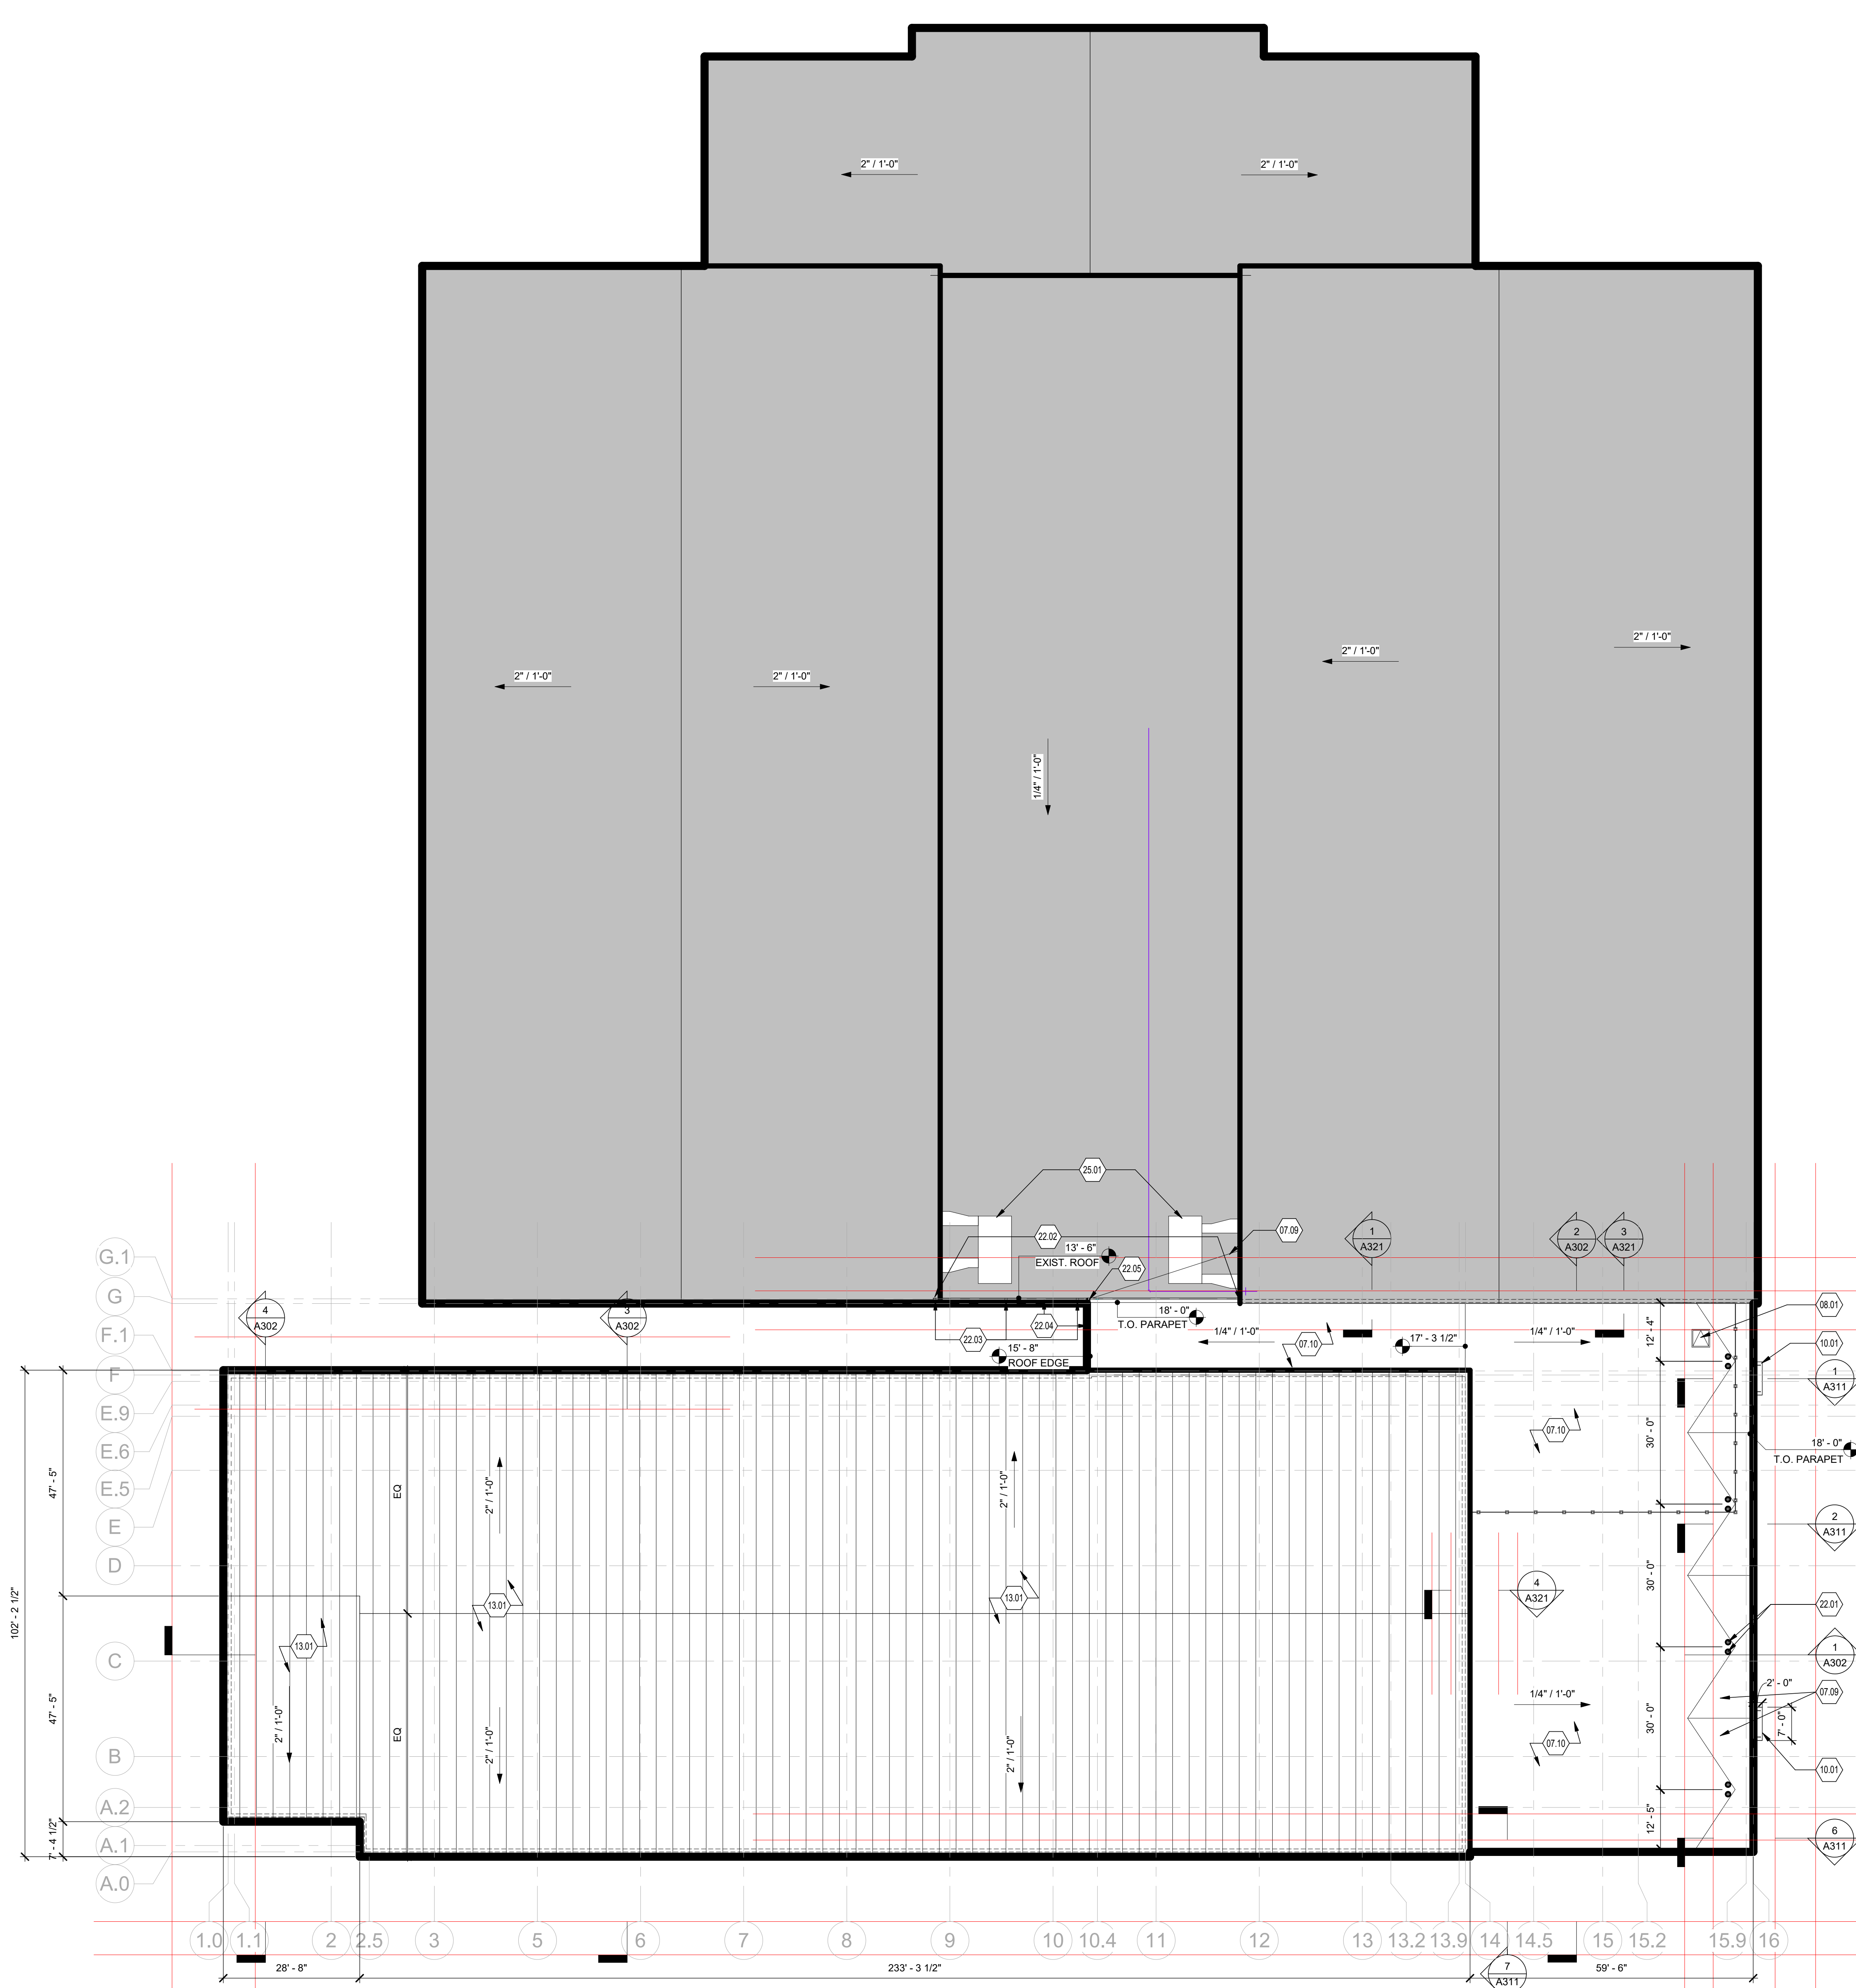 2" / 1'-0"
2" / 1'-0"
2" / 1'-0"
2" / 1'-0"
2" / 1'-0"
2" / 1'-0"
1/4" / 1'-0"
25.01
22.02
07.09
13' - 6"
EXIST. ROOF
22.05
1
A321
2
A302
3
A321
4
A302
3
A302
22.03
22.04
18' - 0"
T.O. PARAPET
15' - 8"
ROOF EDGE
1/4" / 1'-0"
07.10
17' - 3 1/2"
1/4" / 1'-0"
12' - 4"
08.01
10.01
1
A311
G.1
G
F.1
F
E.9
E.6
E.5
E
D
C
B
A.2
A.1
A.0
102' - 2 1/2"
47' - 5"
47' - 5"
7' - 4 1/2"
EQ
EQ
2" / 1'-0"
2" / 1'-0"
13.01
13.01
13.01
2" / 1'-0"
2" / 1'-0"
2" / 1'-0"
07.10
30' - 0"
18' - 0"
T.O. PARAPET
2
A311
30' - 0"
4
A321
22.01
1
A302
2' - 0"
07.09
1/4" / 1'-0"
30' - 0"
7' - 0"
07.10
10.01
12' - 5"
6
A311
1.0
1.1
2
2.5
3
5
6
7
8
9
10
10.4
11
12
13
13.2
13.9
14
14.5
15
15.2
15.9
16
28' - 8"
233' - 3 1/2"
7
A311
59' - 6"